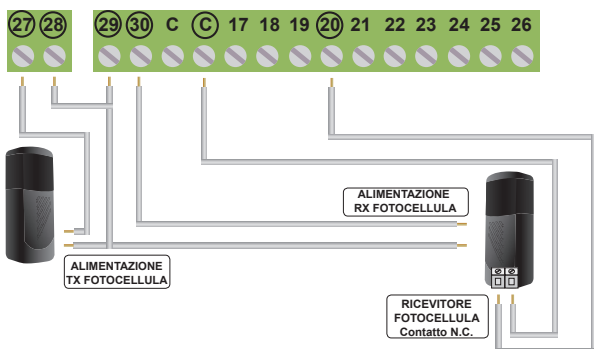 27 28 29 30 C C 17 18 19 20 21 22 23 24 25 26
ALIMENTAZIONE
RX FOTOCELLULA
ALIMENTAZIONE
TX FOTOCELLULA
RICEVITORE
FOTOCELLULA
Contatto N.C.